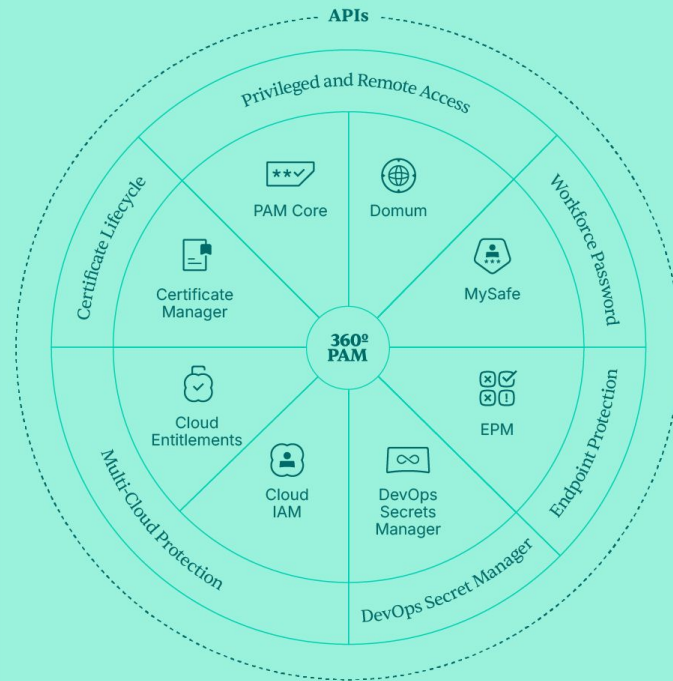 APIs
Privileged and Remote Access
PAM Core
Domum
Certificate Lifecycle
Workforce Password
Certificate
Manager
MySafe
360º
PAM
Cloud
Entitlements
EPM
Cloud
IAM
DevOps
Secrets
Manager
Multi-Cloud Protection
Endpoint Protection
DevOps Secret Manager